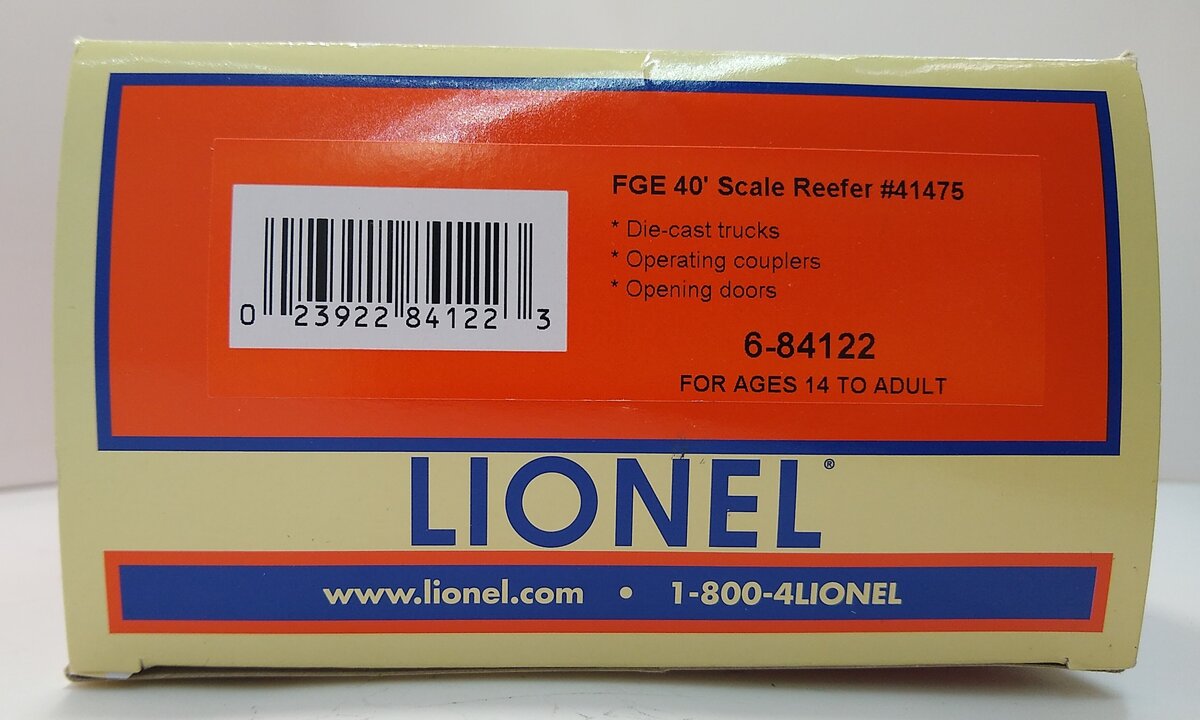 FGE 40' Scale Reefer #41475
* Die-cast trucks
* Operating couplers
* Opening doors
6-84122
FOR AGES 14 TO ADULT
0 23922 84122 3
LIONEL®
www.lionel.com • 1-800-4LIONEL